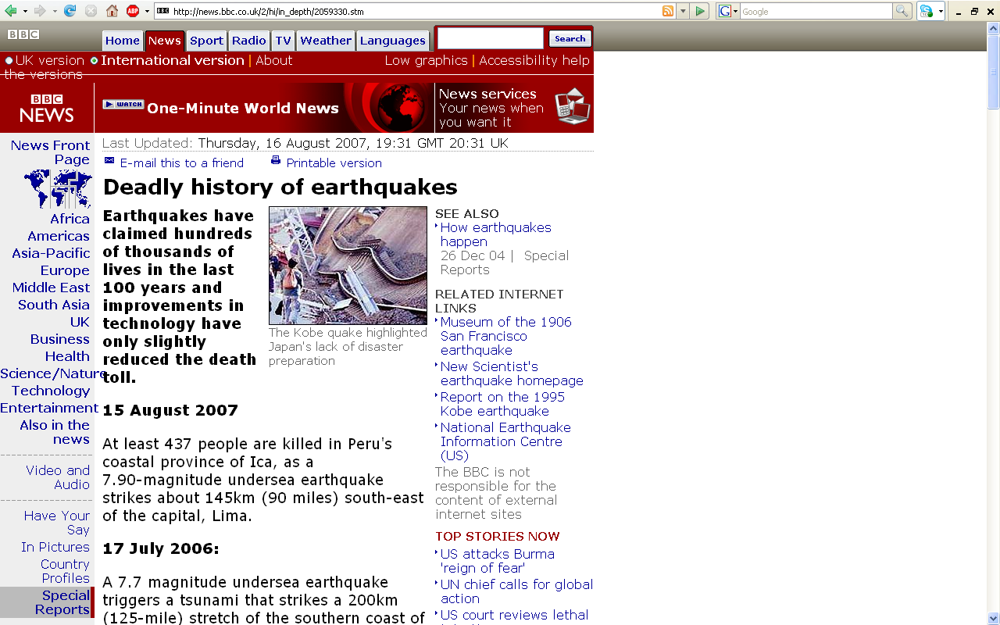 http://news.bbc.co.uk/2/hi/in_depth/2059330.stm
ABP
BBC
G
Google
BBC
Home
News
Sport
Radio
TV
Weather
Languages
Search
UK version
International version | About
the versions
Low graphics | Accessibility help
BBC
NEWS
WATCH
One-Minute World News
News services
Your news when
you want it
News Front
Page
Africa
Americas
Asia-Pacific
Europe
Middle East
South Asia
UK
Business
Health
Science/Nature
Technology
Entertainment
Also in the
news
Video and
Audio
Have Your
Say
In Pictures
Country
Profiles
Special
Reports
Last Updated: Thursday, 16 August 2007, 19:31 GMT 20:31 UK
E-mail this to a friend
Printable version
Deadly history of earthquakes
Earthquakes have
claimed hundreds
of thousands of
lives in the last
100 years and
improvements in
technology have
only slightly
reduced the death
toll.
The Kobe quake highlighted
Japan's lack of disaster
preparation
15 August 2007
At least 437 people are killed in Peru's
coastal province of Ica, as a
7.90-magnitude undersea earthquake
strikes about 145km (90 miles) south-east
of the capital, Lima.
17 July 2006:
A 7.7 magnitude undersea earthquake
triggers a tsunami that strikes a 200km
(125-mile) stretch of the southern coast of
SEE ALSO
How earthquakes
happen
26 Dec 04 | Special
Reports
RELATED INTERNET
LINKS
Museum of the 1906
San Francisco
earthquake
New Scientist's
earthquake homepage
Report on the 1995
Kobe earthquake
National Earthquake
Information Centre
(US)
The BBC is not
responsible for the
content of external
internet sites
TOP STORIES NOW
US attacks Burma
'reign of fear'
UN chief calls for global
action
US court reviews lethal